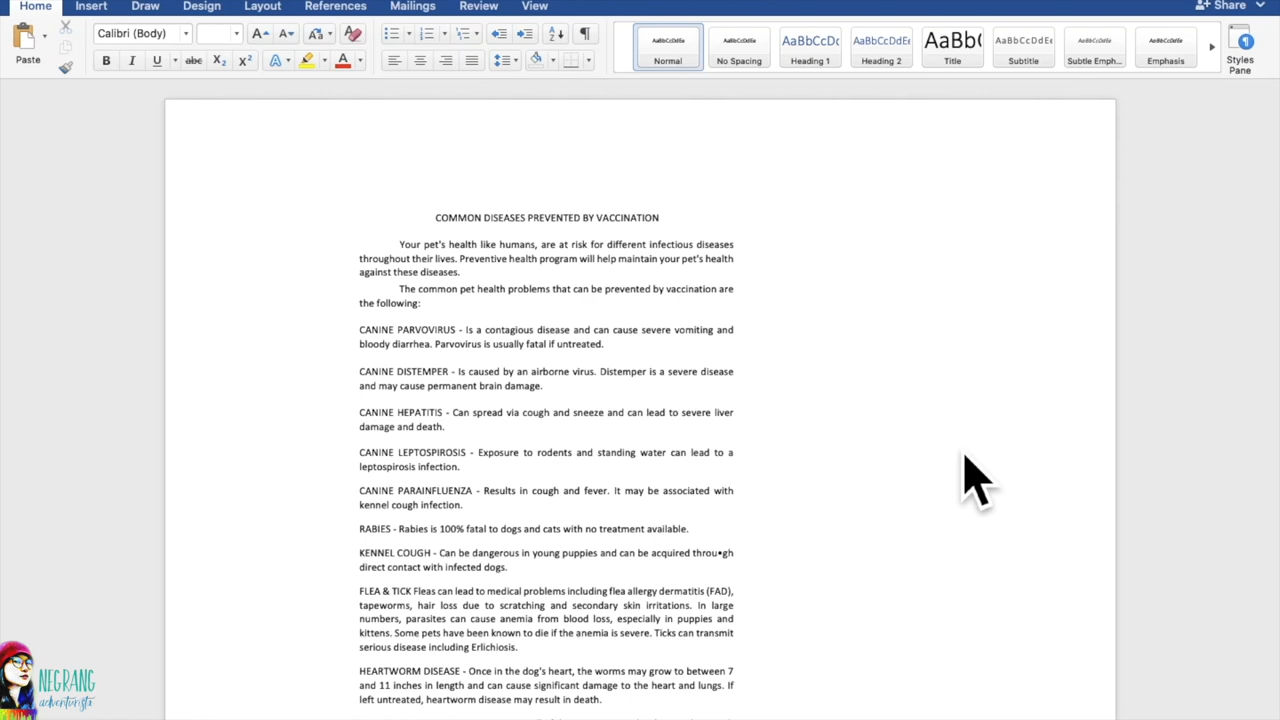 Home Insert Draw Design Layout References Mailings Review View Share
Calibri (Body)
Paste
AaBbCcDdEe AaBbCcDdEe AaBbCcDc AaBbCcDdEe AaBb( AaBbCcDdEe AaBbCcDdEe AaBbCcDdEe
Normal No Spacing Heading 1 Heading 2 Title Subtitle Subtle Emph... Emphasis
Styles
Pane
COMMON DISEASES PREVENTED BY VACCINATION
Your pet's health like humans, are at risk for different infectious diseases
throughout their lives. Preventive health program will help maintain your pet's health
against these diseases.
The common pet health problems that can be prevented by vaccination are
the following:
CANINE PARVOVIRUS - Is a contagious disease and can cause severe vomiting and
bloody diarrhea. Parvovirus is usually fatal if untreated.
CANINE DISTEMPER - Is caused by an airborne virus. Distemper is a severe disease
and may cause permanent brain damage.
CANINE HEPATITIS - Can spread via cough and sneeze and can lead to severe liver
damage and death.
CANINE LEPTOSPIROSIS - Exposure to rodents and standing water can lead to a
leptospirosis infection.
CANINE PARAINFLUENZA - Results in cough and fever. It may be associated with
kennel cough infection.
RABIES - Rabies is 100% fatal to dogs and cats with no treatment available.
KENNEL COUGH - Can be dangerous in young puppies and can be acquired throu•gh
direct contact with infected dogs.
FLEA & TICK Fleas can lead to medical problems including flea allergy dermatitis (FAD),
tapeworms, hair loss due to scratching and secondary skin irritations. In large
numbers, parasites can cause anemia from blood loss, especially in puppies and
kittens. Some pets have been known to die if the anemia is severe. Ticks can transmit
serious disease including Erlichiosis.
HEARTWORM DISEASE - Once in the dog's heart, the worms may grow to between 7
and 11 inches in length and can cause significant damage to the heart and lungs. If
left untreated, heartworm disease may result in death.
NEGRANG
adventurista